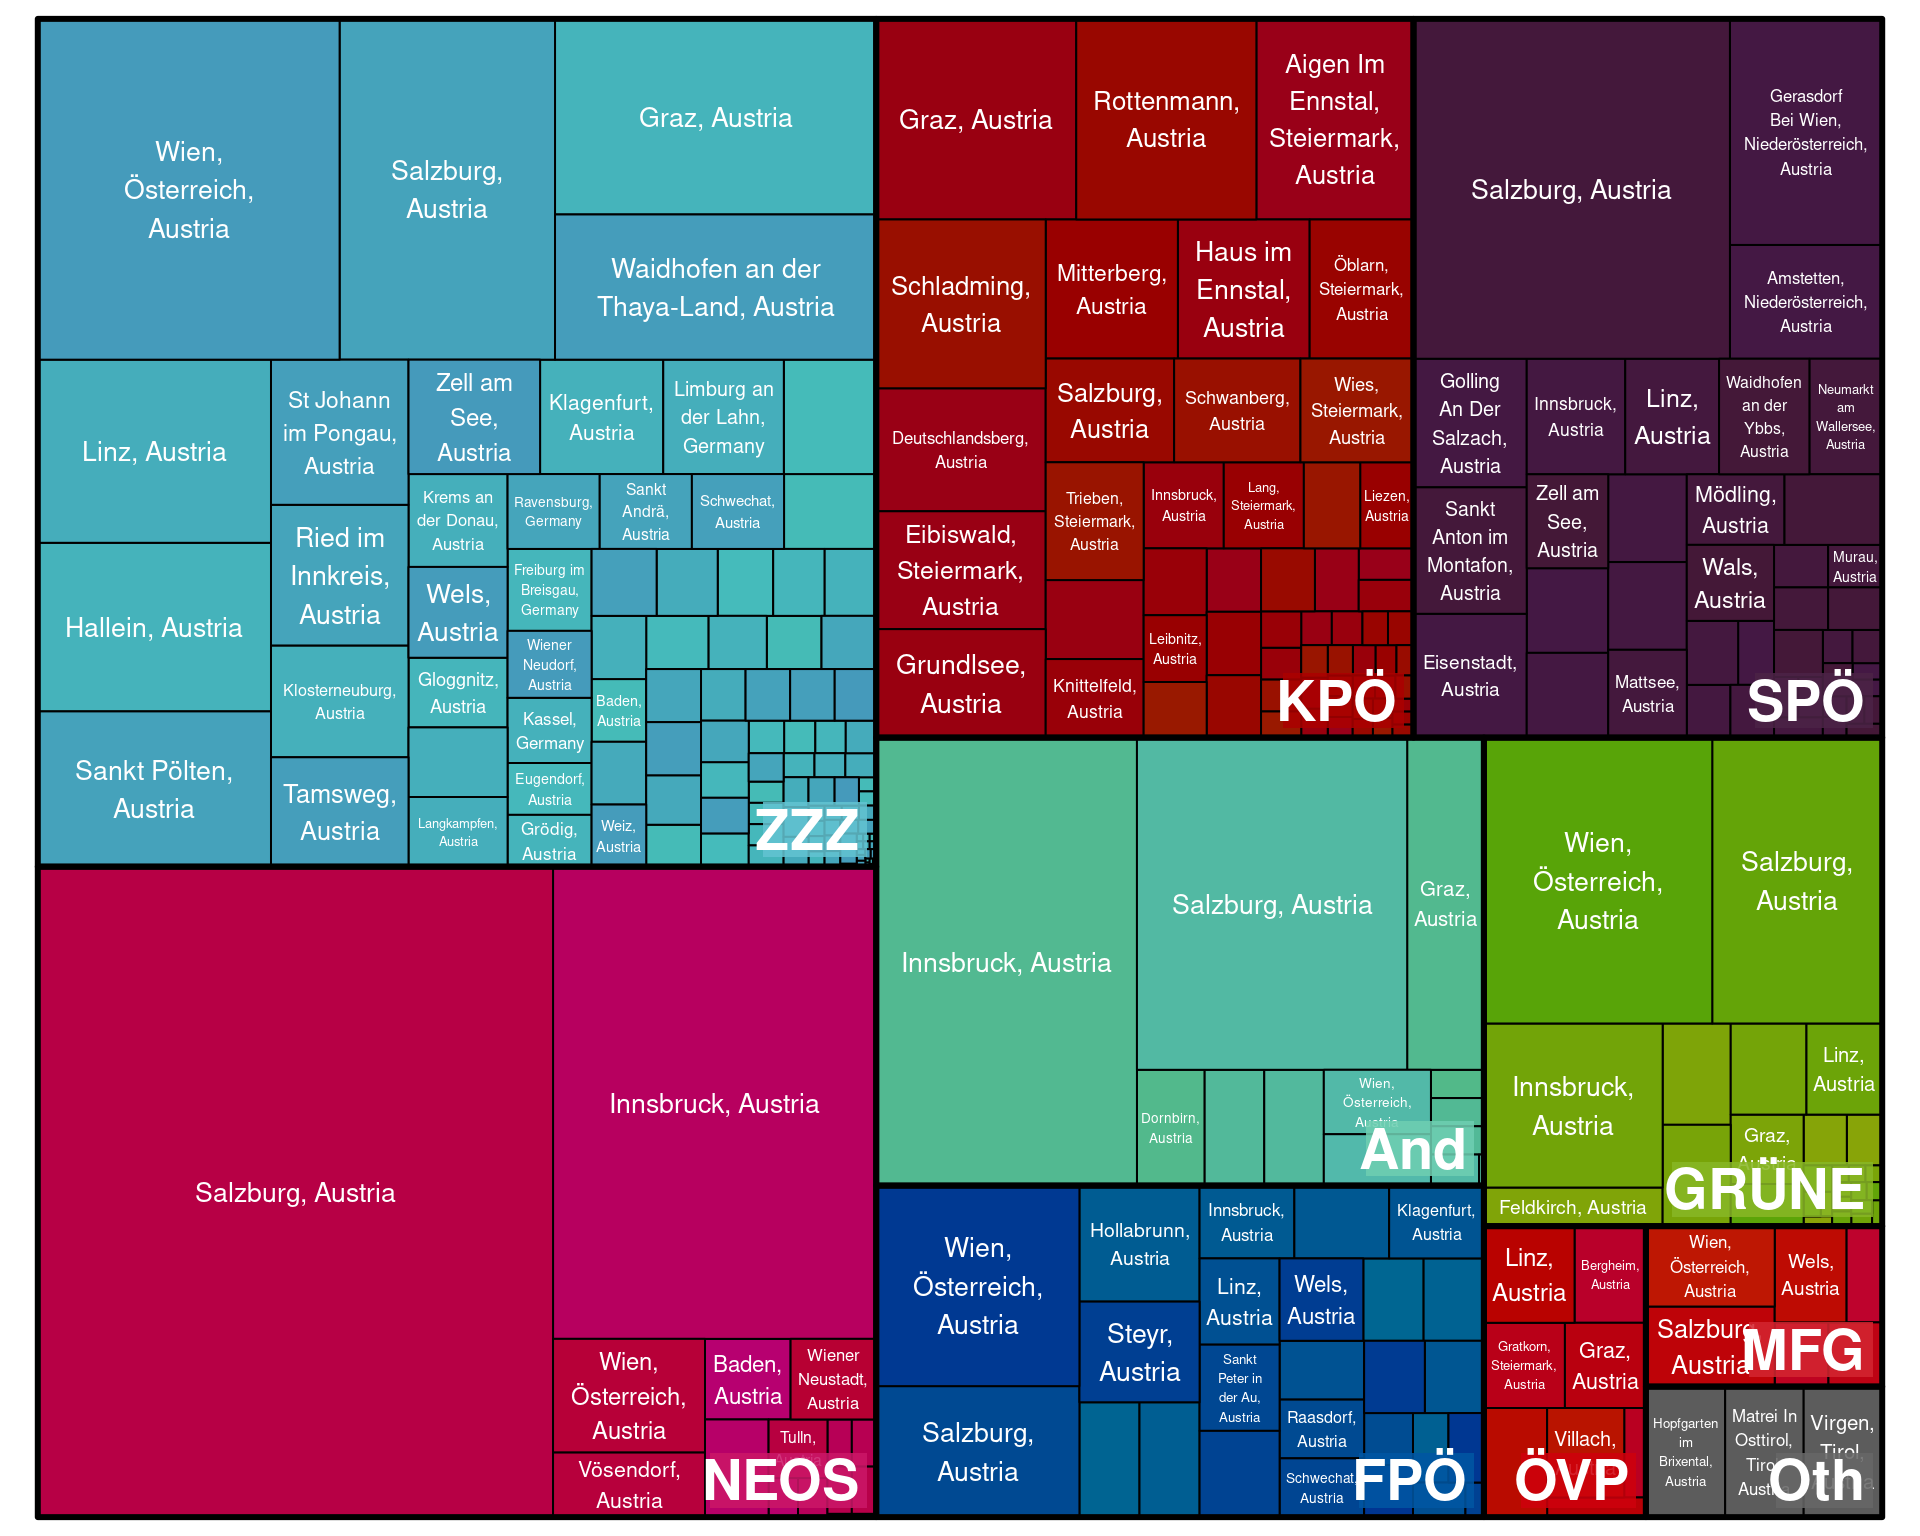 Wien,
Österreich,
Austria
Salzburg,
Austria
Graz, Austria
Waidhofen an der
Thaya-Land, Austria
Linz, Austria
Hallein, Austria
Sankt Pölten,
Austria
St Johann
im Pongau,
Austria
Ried im
Innkreis,
Austria
Klosterneuburg,
Austria
Tamsweg,
Austria
Zell am
See,
Austria
Klagenfurt,
Austria
Limburg an
der Lahn,
Germany
Krems an
der Donau,
Austria
Wels,
Austria
Gloggnitz,
Austria
Langkampfen,
Austria
Ravensburg,
Germany
Sankt
Andrä,
Austria
Schwechat,
Austria
Freiburg im
Breisgau,
Germany
Wiener
Neudorf,
Austria
Kassel,
Germany
Eugendorf,
Austria
Grödig,
Austria
Baden,
Austria
Weiz,
Austria
ZZZ
Graz, Austria
Rottenmann,
Austria
Aigen Im
Ennstal,
Steiermark,
Austria
Schladming,
Austria
Mitterberg,
Austria
Haus im
Ennstal,
Austria
Öblarn,
Steiermark,
Austria
Deutschlandsberg,
Austria
Eibiswald,
Steiermark,
Austria
Grundlsee,
Austria
Salzburg,
Austria
Schwanberg,
Austria
Wies,
Steiermark,
Austria
Trieben,
Steiermark,
Austria
Innsbruck,
Austria
Lang,
Steiermark,
Austria
Liezen,
Austria
Leibnitz,
Austria
Knittelfeld,
Austria
KPÖ
Salzburg, Austria
Gerasdorf
Bei Wien,
Niederösterreich,
Austria
Amstetten,
Niederösterreich,
Austria
Golling
An Der
Salzach,
Austria
Innsbruck,
Austria
Linz,
Austria
Waidhofen
an der
Ybbs,
Austria
Neumarkt
am
Wallersee,
Austria
Sankt
Anton im
Montafon,
Austria
Eisenstadt,
Austria
Zell am
See,
Austria
Mödling,
Austria
Wals,
Austria
Murau,
Austria
Mattsee,
Austria
SPÖ
Salzburg, Austria
Innsbruck, Austria
Wien,
Österreich,
Austria
Vösendorf,
Austria
Baden,
Austria
Wiener
Neustadt,
Austria
Tulln,
NEOS
Innsbruck, Austria
Salzburg, Austria
Graz,
Austria
Dornbirn,
Austria
Wien,
Österreich,
Austria
And
Wien,
Österreich,
Austria
Salzburg,
Austria
Innsbruck,
Austria
Linz,
Austria
Graz,
Austria
Feldkirch, Austria
GRÜNE
Wien,
Österreich,
Austria
Salzburg,
Austria
Hollabrunn,
Austria
Steyr,
Austria
Innsbruck,
Austria
Klagenfurt,
Austria
Linz,
Austria
Wels,
Austria
Sankt
Peter in
der Au,
Austria
Raasdorf,
Austria
Schwechat,
Austria
FPÖ
Linz,
Austria
Bergheim,
Austria
Gratkorn,
Steiermark,
Austria
Graz,
Austria
Villach,
ÖVP
Wien,
Österreich,
Austria
Wels,
Austria
Salzburg,
Austria
MFG
Hopfgarten
im
Brixental,
Austria
Matrei In
Osttirol,
Tirol,
Austria
Virgen,
Tirol,
Oth